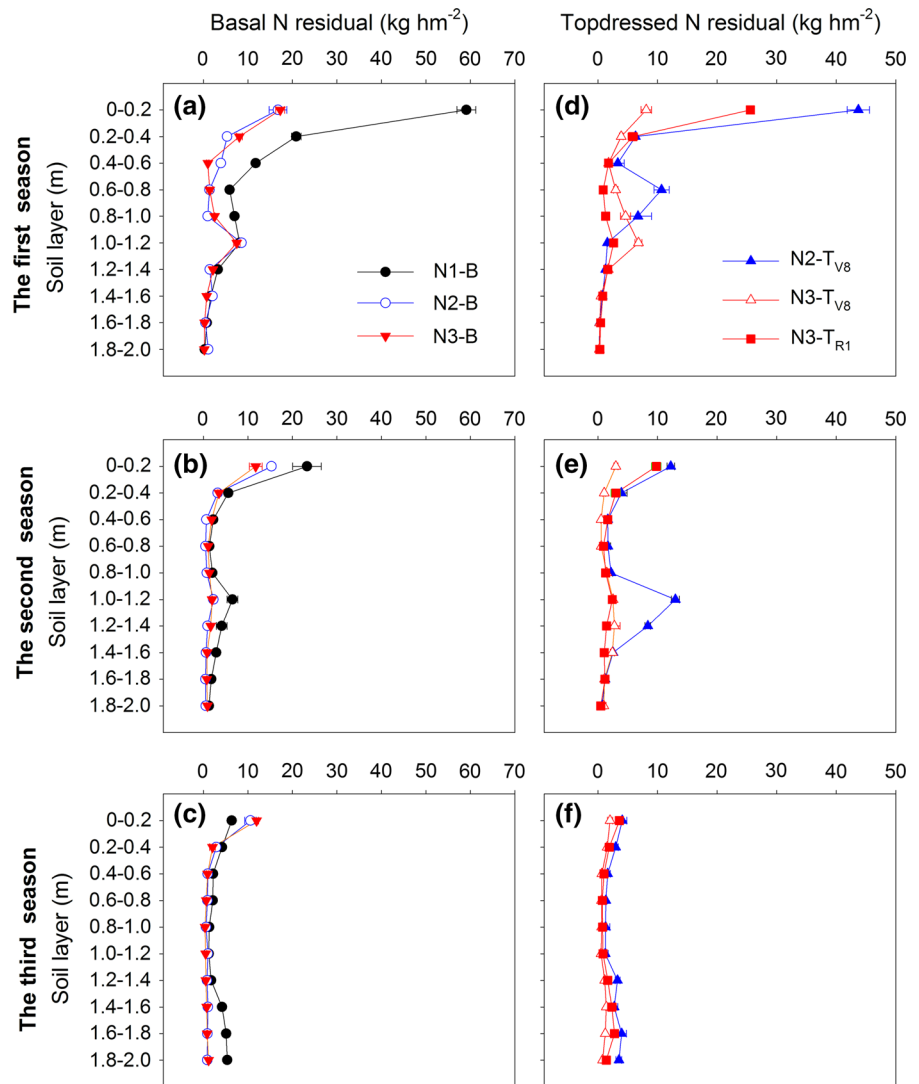 Basal N residual (kg hm⁻²)
Topdressed N residual (kg hm⁻²)
0 10 20 30 40 50 60 70
0 10 20 30 40 50
The first season
Soil layer (m)
0–0.2
0.2–0.4
0.4–0.6
0.6–0.8
0.8–1.0
1.0–1.2
1.2–1.4
1.4–1.6
1.6–1.8
1.8–2.0
(a)
N1-B
N2-B
N3-B
(d)
N2-T_V8
N3-T_V8
N3-T_R1
0 10 20 30 40 50 60 70
0 10 20 30 40 50
The second season
Soil layer (m)
0–0.2
0.2–0.4
0.4–0.6
0.6–0.8
0.8–1.0
1.0–1.2
1.2–1.4
1.4–1.6
1.6–1.8
1.8–2.0
(b)
(e)
0 10 20 30 40 50 60 70
0 10 20 30 40 50
The third season
Soil layer (m)
0–0.2
0.2–0.4
0.4–0.6
0.6–0.8
0.8–1.0
1.0–1.2
1.2–1.4
1.4–1.6
1.6–1.8
1.8–2.0
(c)
(f)